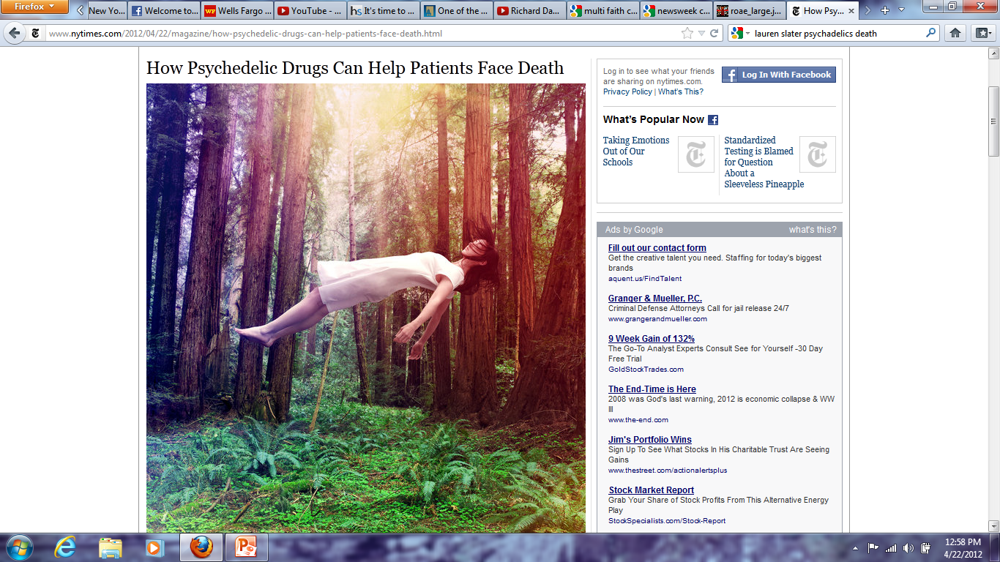 Firefox
New Yo...
Welcome to...
Wells Fargo ...
YouTube - ...
It's time to ...
One of the ...
Richard Da...
multi faith c...
newsweek c...
roae_large.j...
How Psy...
www.nytimes.com/2012/04/22/magazine/how-psychedelic-drugs-can-help-patients-face-death.html
lauren slater psychadelics death
How Psychedelic Drugs Can Help Patients Face Death
Log in to see what your friends
are sharing on nytimes.com.
Privacy Policy | What's This?
Log In With Facebook
What's Popular Now
Taking Emotions
Out of Our
Schools
Standardized
Testing is Blamed
for Question
About a
Sleeveless Pineapple
Ads by Google
what's this?
Fill out our contact form
Get the creative talent you need. Staffing for today's biggest
brands
aquent.us/FindTalent
Granger & Mueller, P.C.
Criminal Defense Attorneys Call for jail release 24/7
www.grangerandmueller.com
9 Week Gain of 132%
The Go-To Analyst Experts Consult See for Yourself -30 Day
Free Trial
GoldStockTrades.com
The End-Time is Here
2008 was God's last warning, 2012 is economic collapse & WW
III
www.the-end.com
Jim's Portfolio Wins
Sign Up To See What Stocks In His Charitable Trust Are Seeing
Gains
www.thestreet.com/actionalertsplus
Stock Market Report
Grab Your Share of Stock Profits From This Alternative Energy
Play
StockSpecialists.com/Stock-Report
12:58 PM
4/22/2012